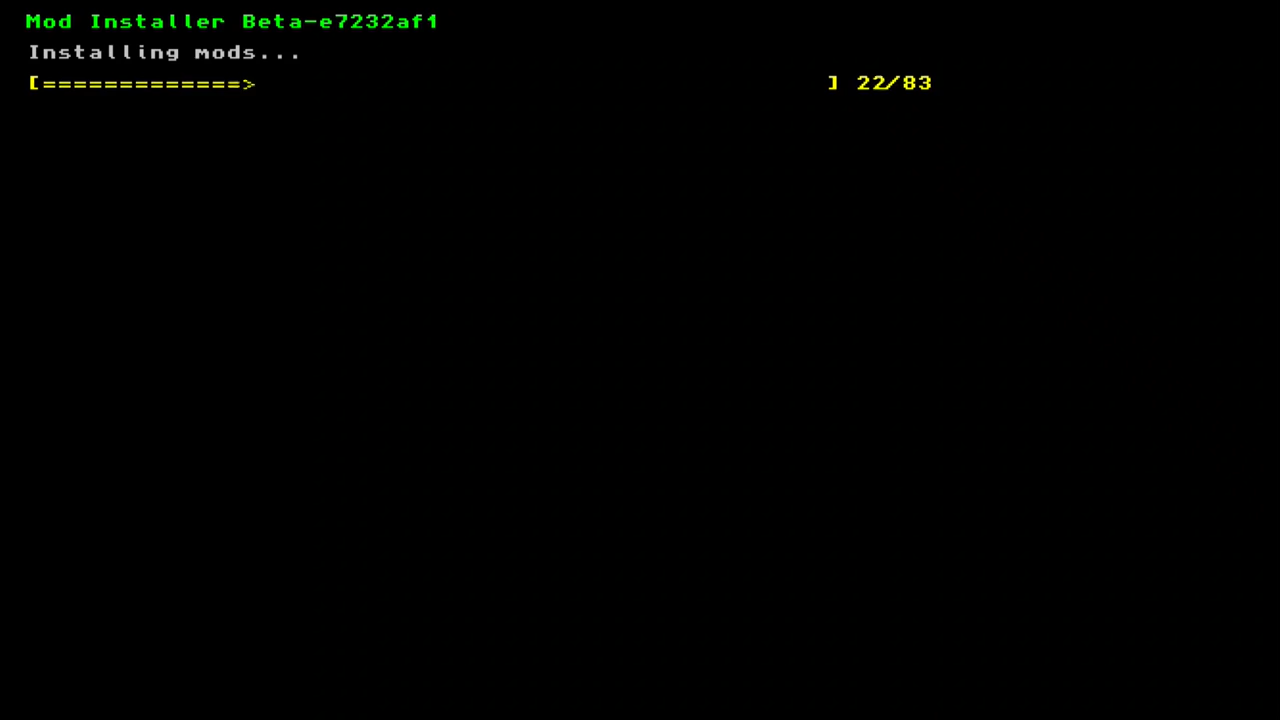 Mod Installer Beta-e7232af1
Installing mods...
[=============>                                     ] 22/83